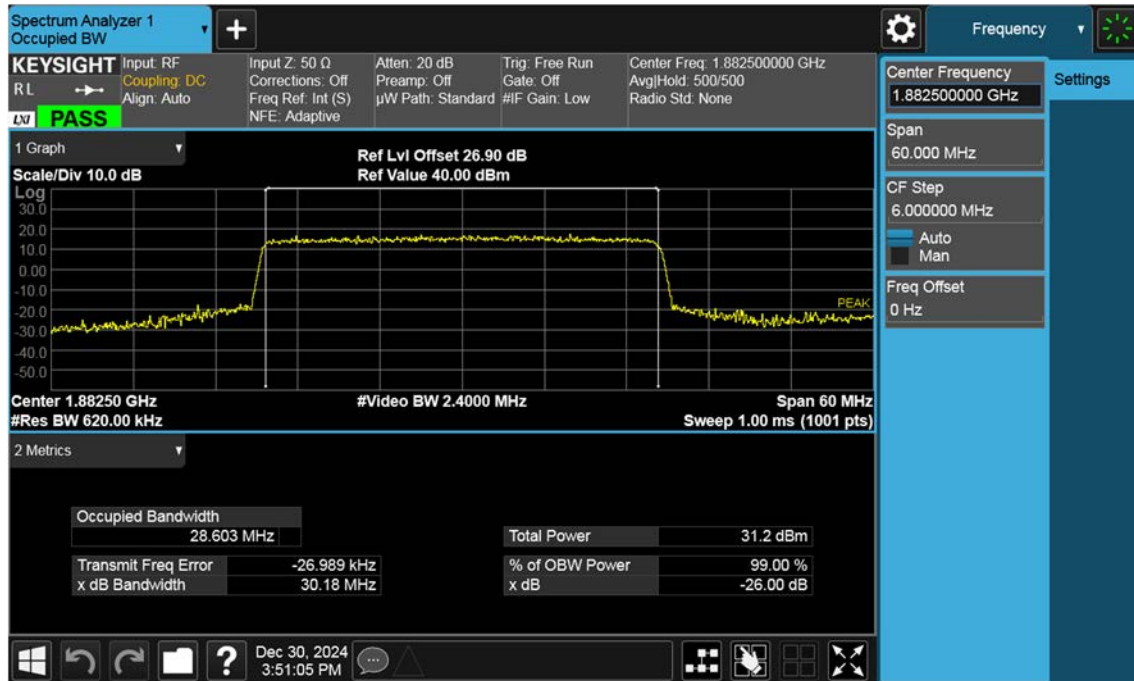 Spectrum Analyzer 1
Occupied BW
+
Frequency
KEYSIGHT
R L
LXI PASS
Input: RF
Coupling: DC
Align: Auto
Input Z: 50 Ω
Corrections: Off
Freq Ref: Int (S)
NFE: Adaptive
Atten: 20 dB
Preamp: Off
µW Path: Standard
Trig: Free Run
Gate: Off
#IF Gain: Low
Center Freq: 1.882500000 GHz
Avg|Hold: 500/500
Radio Std: None
Center Frequency
1.882500000 GHz
Settings
Span
60.000 MHz
CF Step
6.000000 MHz
Auto
Man
Freq Offset
0 Hz
1 Graph
Scale/Div 10.0 dB
Ref Lvl Offset 26.90 dB
Ref Value 40.00 dBm
Log
30.0
20.0
10.0
0.00
-10.0
-20.0
-30.0
-40.0
-50.0
PEAK
Center 1.88250 GHz
#Video BW 2.4000 MHz
Span 60 MHz
#Res BW 620.00 kHz
Sweep 1.00 ms (1001 pts)
2 Metrics
Occupied Bandwidth
28.603 MHz
Total Power 31.2 dBm
Transmit Freq Error -26.989 kHz
% of OBW Power 99.00 %
x dB Bandwidth 30.18 MHz
x dB -26.00 dB
?
Dec 30, 2024
3:51:05 PM